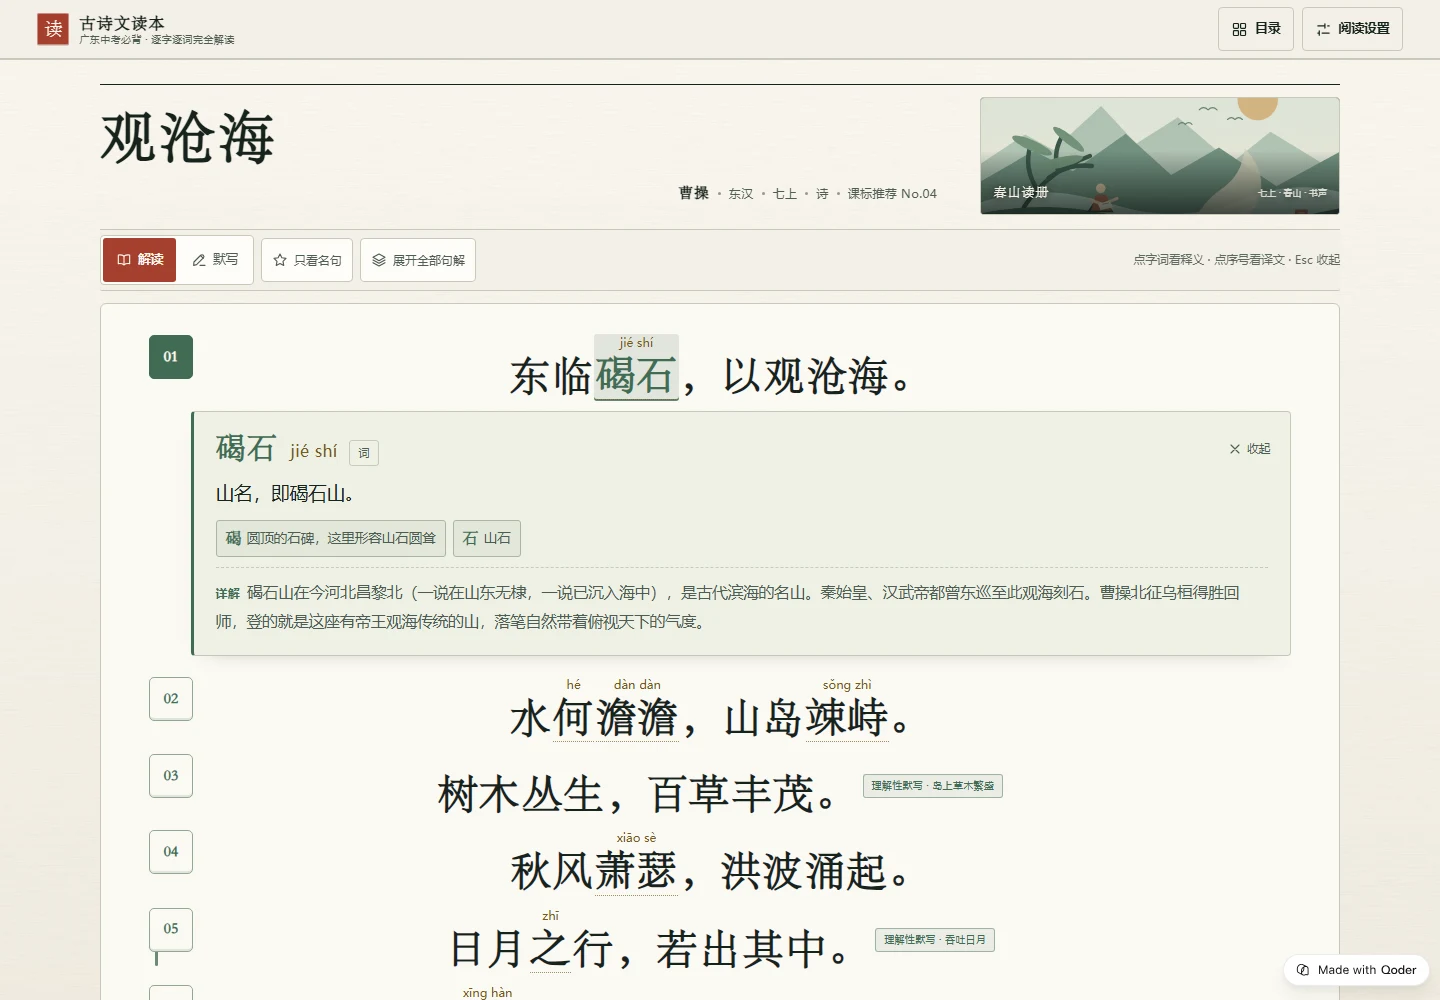 读
古诗文读本
广东中考必背 · 逐字逐词完全解读
目录
阅读设置
观沧海
曹操 · 东汉 · 七上 · 诗 · 课标推荐 No.04
春山读册
七上 · 春山 · 书声
解读
默写
只看名句
展开全部句解
点字词看释义 · 点序号看译文 · Esc 收起
01
jié shí
东临碣石，以观沧海。
碣石 jié shí 词
收起
山名，即碣石山。
碣 圆顶的石碑，这里形容山石圆耸
石 山石
详解 碣石山在今河北昌黎北（一说在山东无棣，一说已沉入海中），是古代滨海的名山。秦始皇、汉武帝都曾东巡至此观海刻石。曹操北征乌桓得胜回
师，登的就是这座有帝王观海传统的山，落笔自然带着俯视天下的气度。
02
hé dàn dàn sǒng zhì
水何澹澹，山岛竦峙。
03
树木丛生，百草丰茂。
理解性默写 · 岛上草木繁盛
04
xiāo sè
秋风萧瑟，洪波涌起。
05
zhī
日月之行，若出其中。
理解性默写 · 吞吐日月
xīng hàn
Made with Qoder